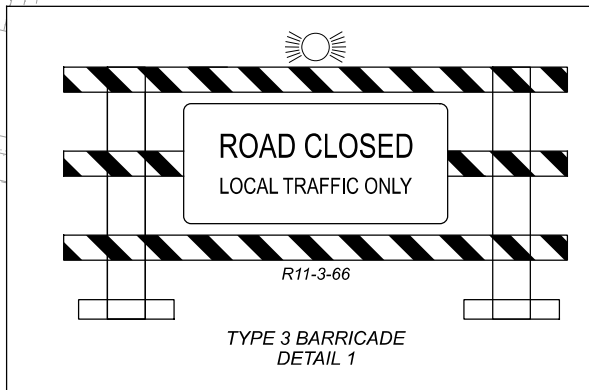 ROAD CLOSED
LOCAL TRAFFIC ONLY
R11-3-66
TYPE 3 BARRICADE
DETAIL 1